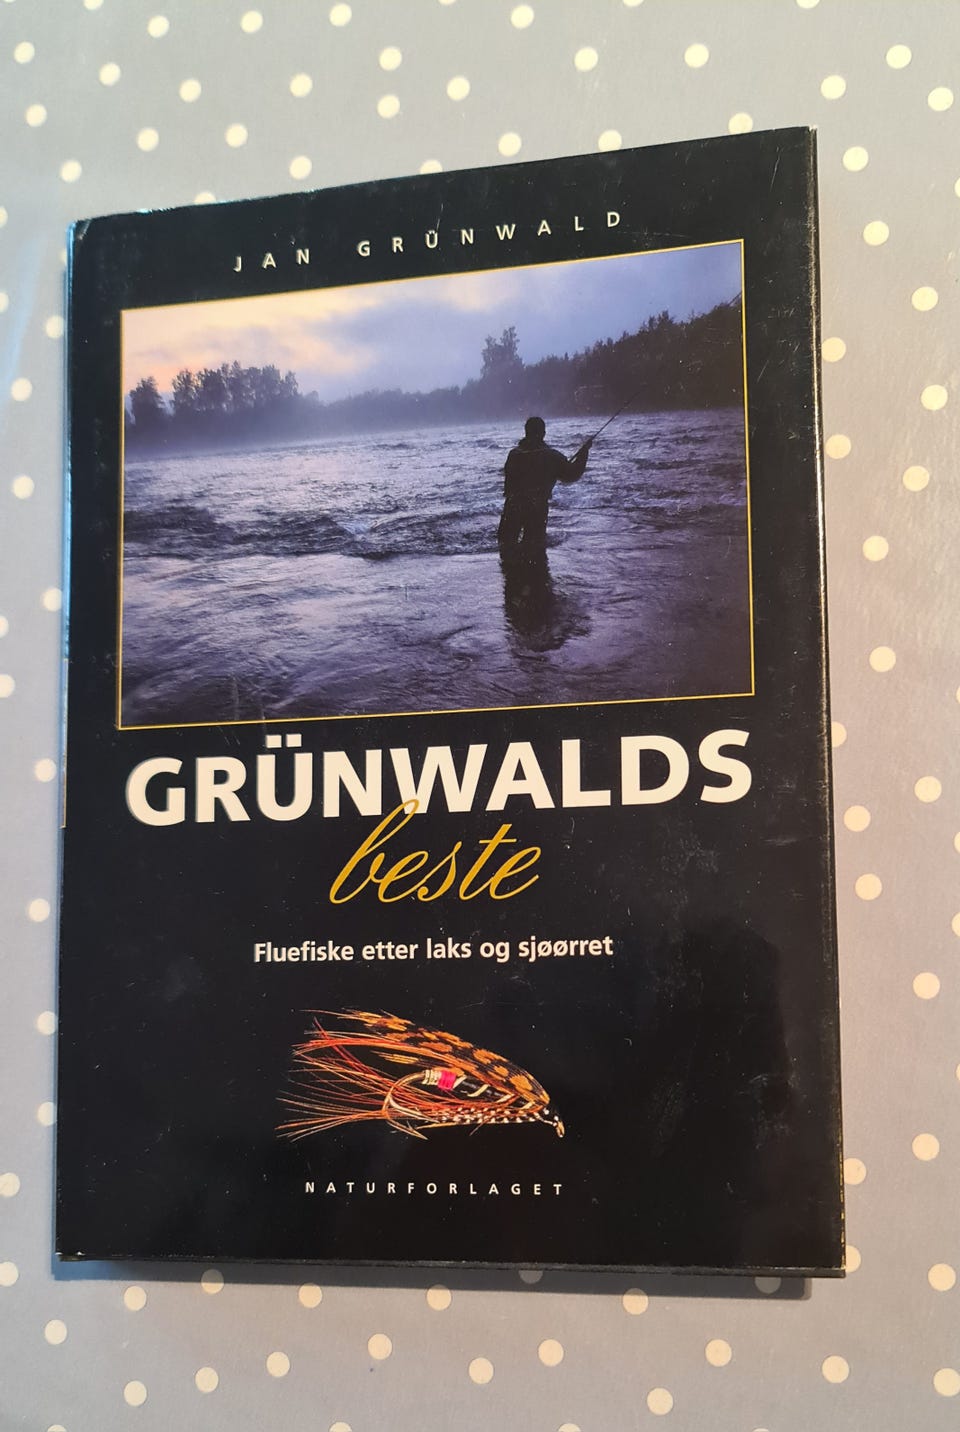 JAN GRÜNWALD
GRÜNWALDS
beste
Fluefiske etter laks og sjøørret
NATURFORLAGET